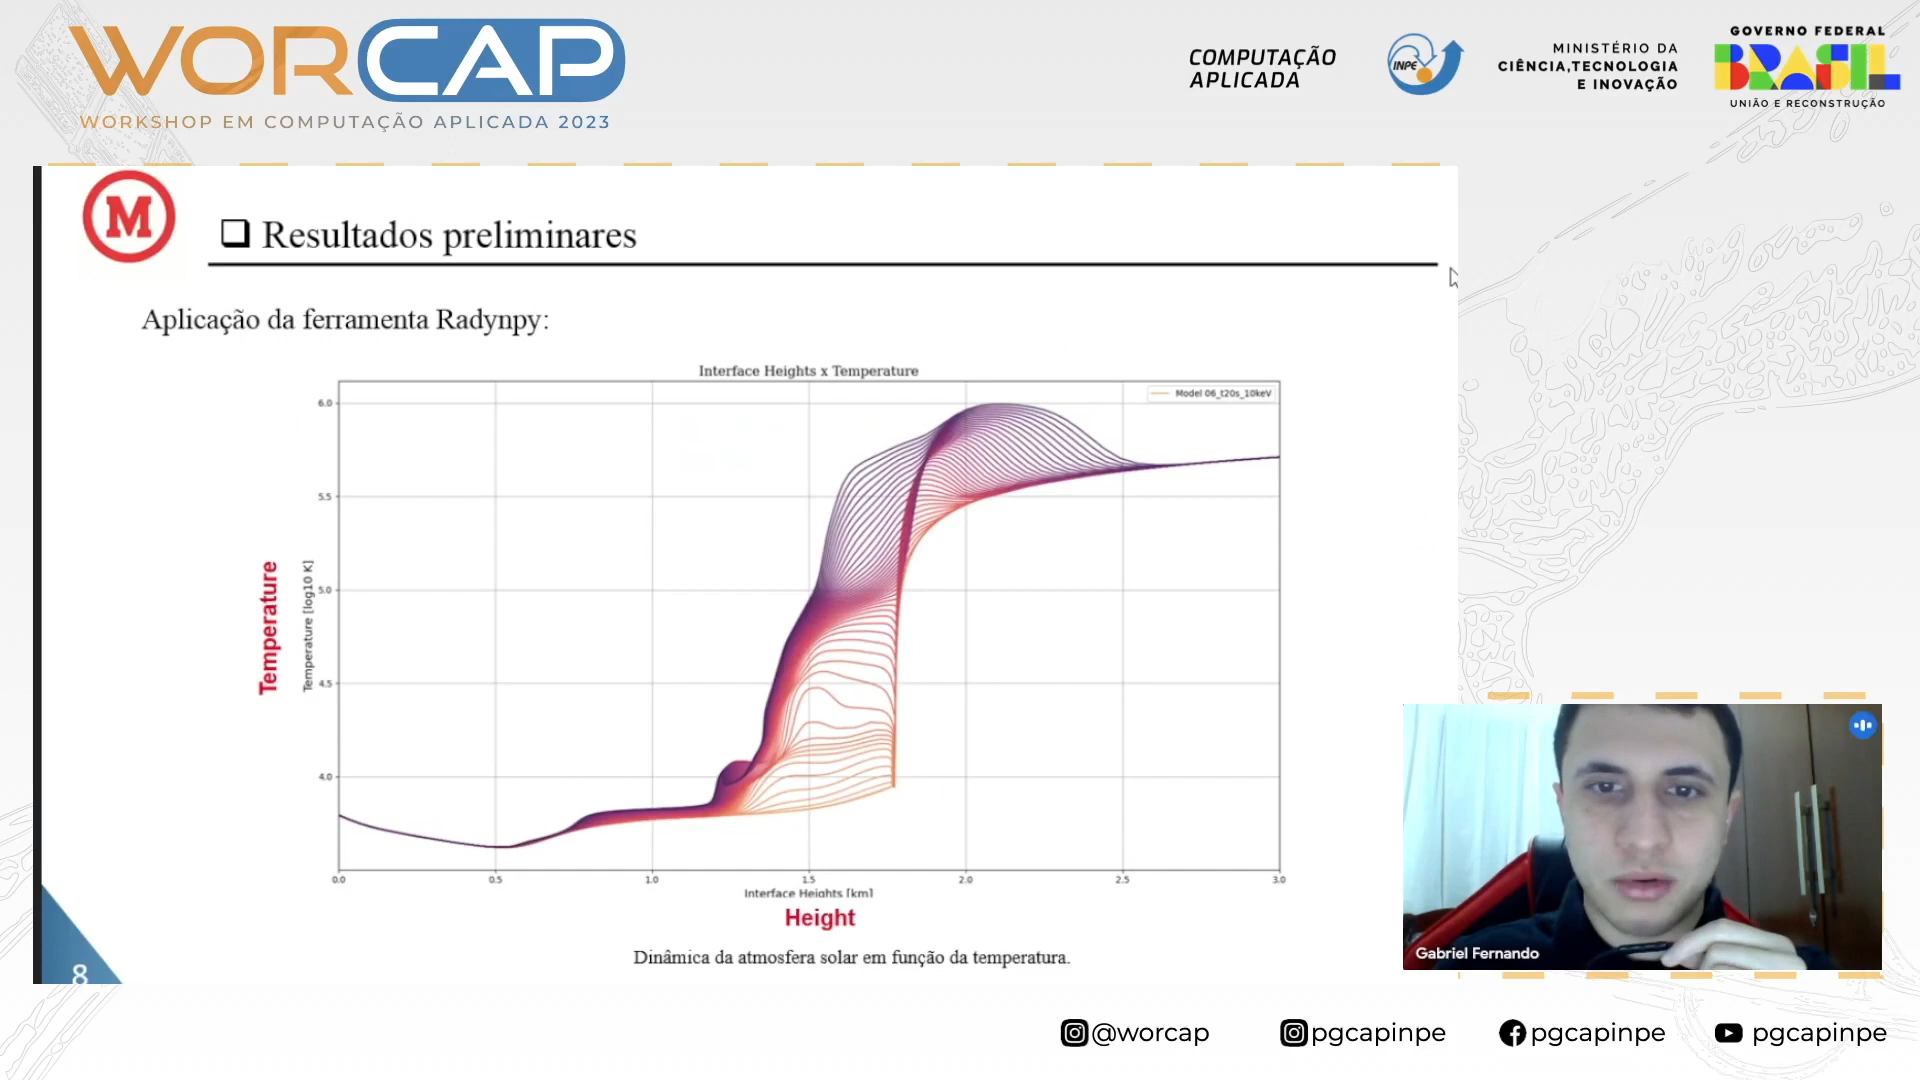 WORCAP
WORKSHOP EM COMPUTAÇÃO APLICADA 2023
COMPUTAÇÃO
APLICADA
INPE
MINISTÉRIO DA
CIÊNCIA,TECNOLOGIA
E INOVAÇÃO
GOVERNO FEDERAL
BRASIL
UNIÃO E RECONSTRUÇÃO
M
Resultados preliminares
Aplicação da ferramenta Radynpy:
Interface Heights x Temperature
Model 06_t20s_10keV
6.0
5.5
5.0
4.5
4.0
Temperature
Temperature [log10 K]
0.0 0.5 1.0 1.5 2.0 2.5 3.0
Interface Heights [km]
Height
Dinâmica da atmosfera solar em função da temperatura.
8
Gabriel Fernando
@worcap pgcapinpe pgcapinpe pgcapinpe